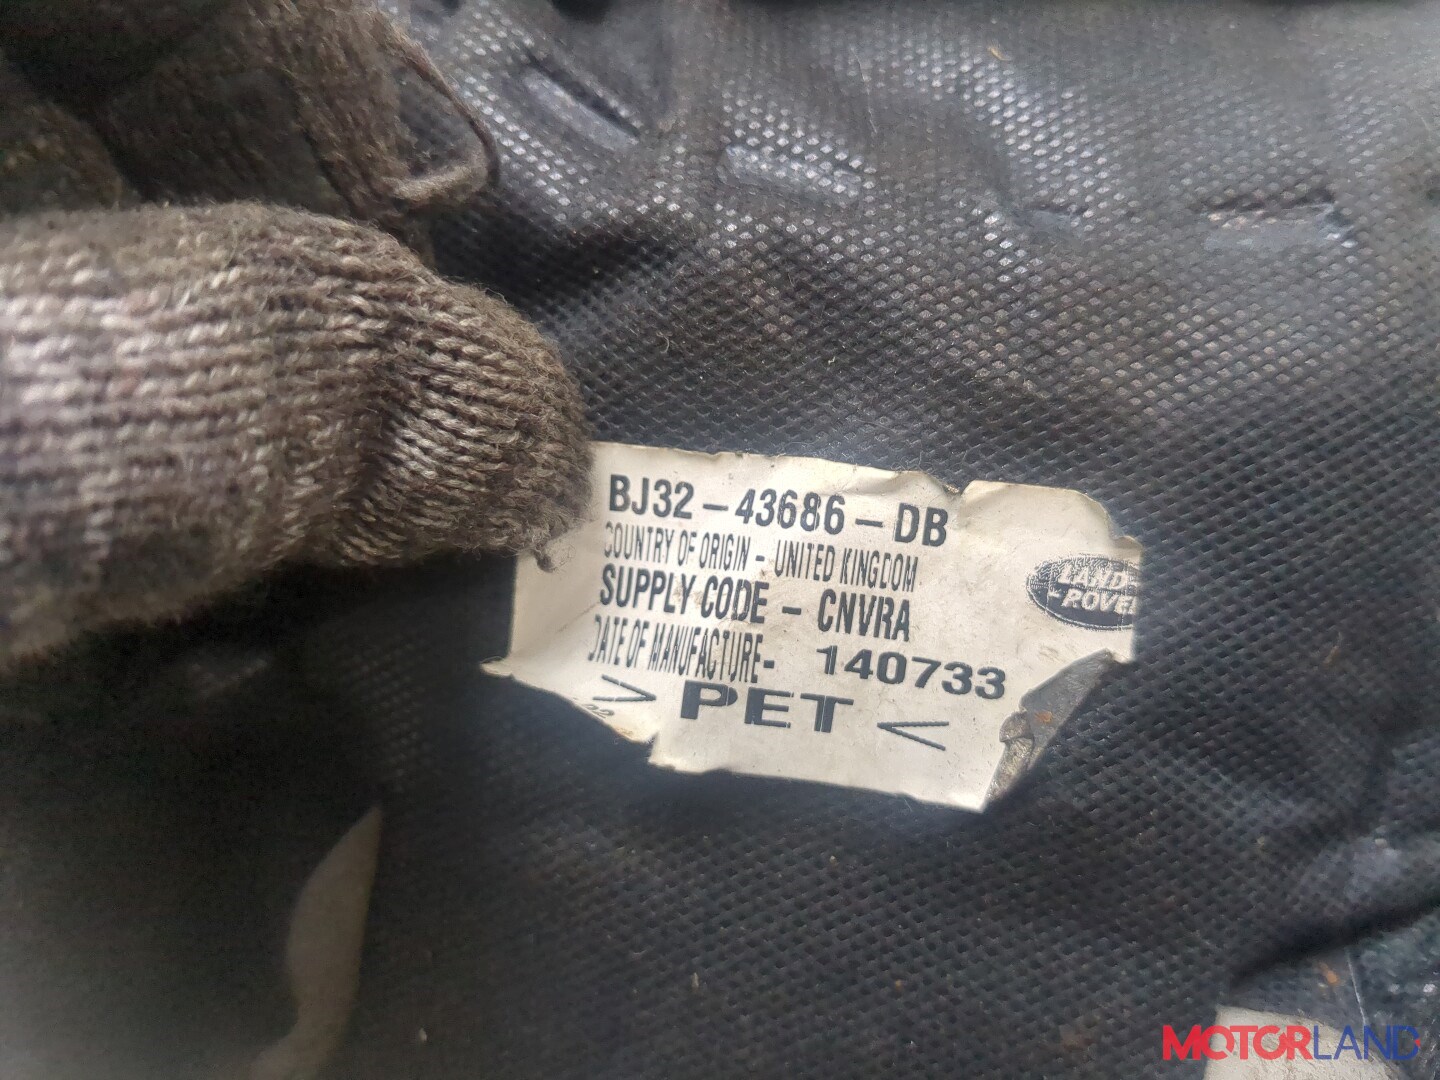 BJ32-43686-DB
COUNTRY OF ORIGIN - UNITED KINGDOM
SUPPLY CODE - CNVRA
DATE OF MANUFACTURE- 140733
> PET <
22
LAND-
-ROVER
MOTORLAND